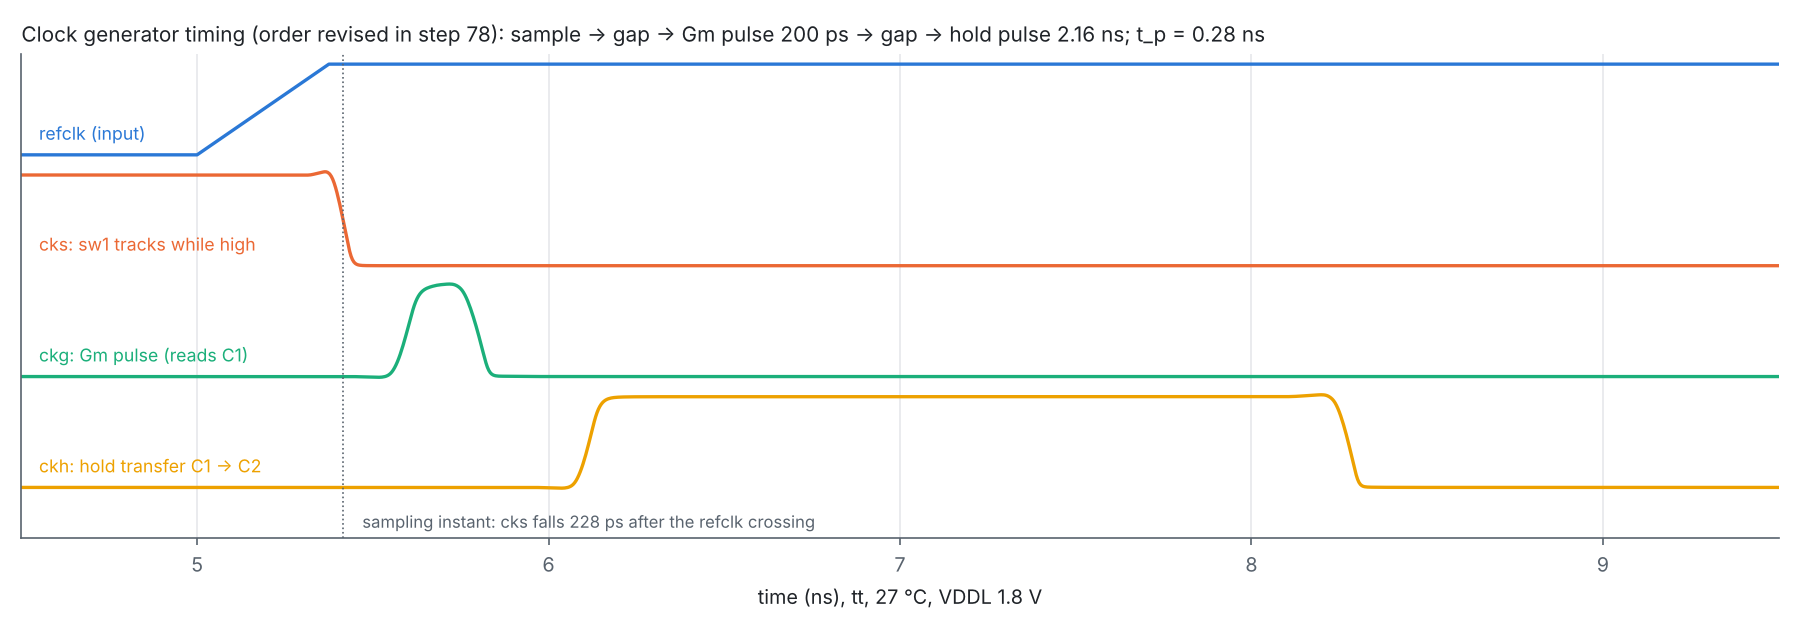 Clock generator timing (order revised in step 78): sample → gap → Gm pulse 200 ps → gap → hold pulse 2.16 ns; t_p = 0.28 ns
refclk (input)
cks: sw1 tracks while high
ckg: Gm pulse (reads C1)
ckh: hold transfer C1 → C2
sampling instant: cks falls 228 ps after the refclk crossing
5 6 7 8 9
time (ns), tt, 27 °C, VDDL 1.8 V